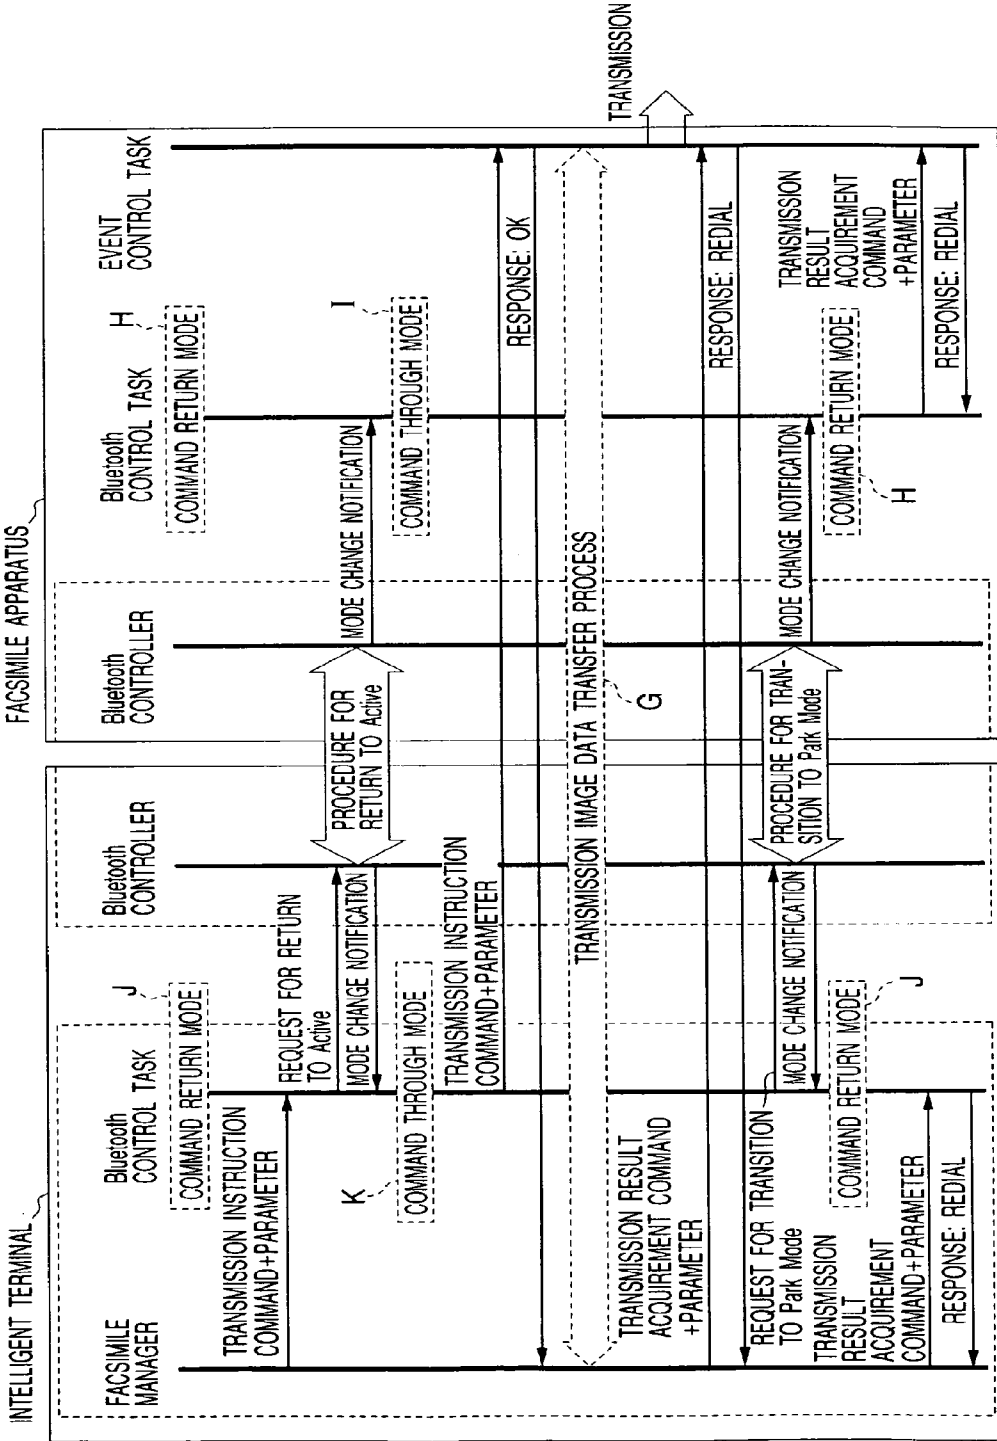 INTELLIGENT TERMINAL
FACSIMILE APPARATUS
FACSIMILE
MANAGER
Bluetooth
CONTROL TASK
Bluetooth
CONTROLLER
Bluetooth
CONTROLLER
Bluetooth
CONTROL TASK
EVENT
CONTROL TASK
J
COMMAND RETURN MODE
H
COMMAND RETURN MODE
TRANSMISSION INSTRUCTION
COMMAND+PARAMETER
REQUEST FOR RETURN
TO Active
PROCEDURE FOR
RETURN TO Active
MODE CHANGE NOTIFICATION
MODE CHANGE NOTIFICATION
K
COMMAND THROUGH MODE
I
COMMAND THROUGH MODE
TRANSMISSION INSTRUCTION
COMMAND+PARAMETER
RESPONSE: OK
TRANSMISSION IMAGE DATA TRANSFER PROCESS
G
TRANSMISSION
TRANSMISSION RESULT
ACQUIREMENT COMMAND
+PARAMETER
RESPONSE: REDIAL
REQUEST FOR TRANSITION
TO Park Mode
PROCEDURE FOR TRAN-
SITION TO Park Mode
MODE CHANGE NOTIFICATION
MODE CHANGE NOTIFICATION
COMMAND RETURN MODE
J
COMMAND RETURN MODE
H
TRANSMISSION
RESULT
ACQUIREMENT
COMMAND+PARAMETER
RESPONSE: REDIAL
TRANSMISSION
RESULT
ACQUIREMENT
COMMAND
+PARAMETER
RESPONSE: REDIAL